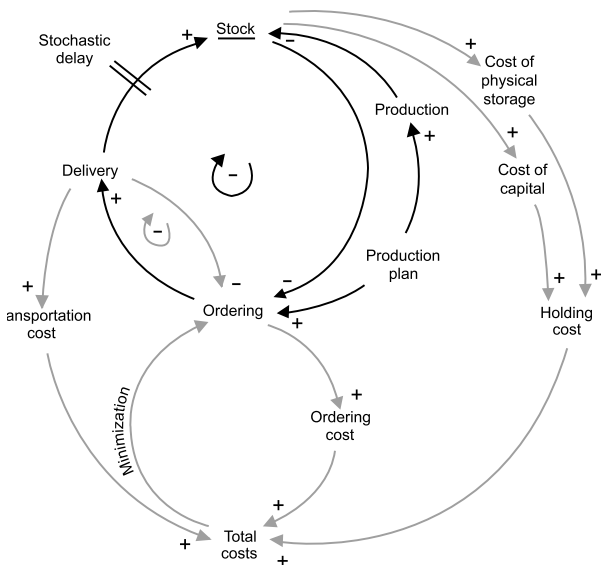 Stock
Stochastic
delay
+
−
+
Cost of
physical
storage
Production
+
+
Cost of
capital
Delivery
+
−
−
Production
plan
+
−
−
+
+
Ordering
+
ansportation
cost
Holding
cost
Minimization
+
Ordering
cost
+
Total
costs
+
+